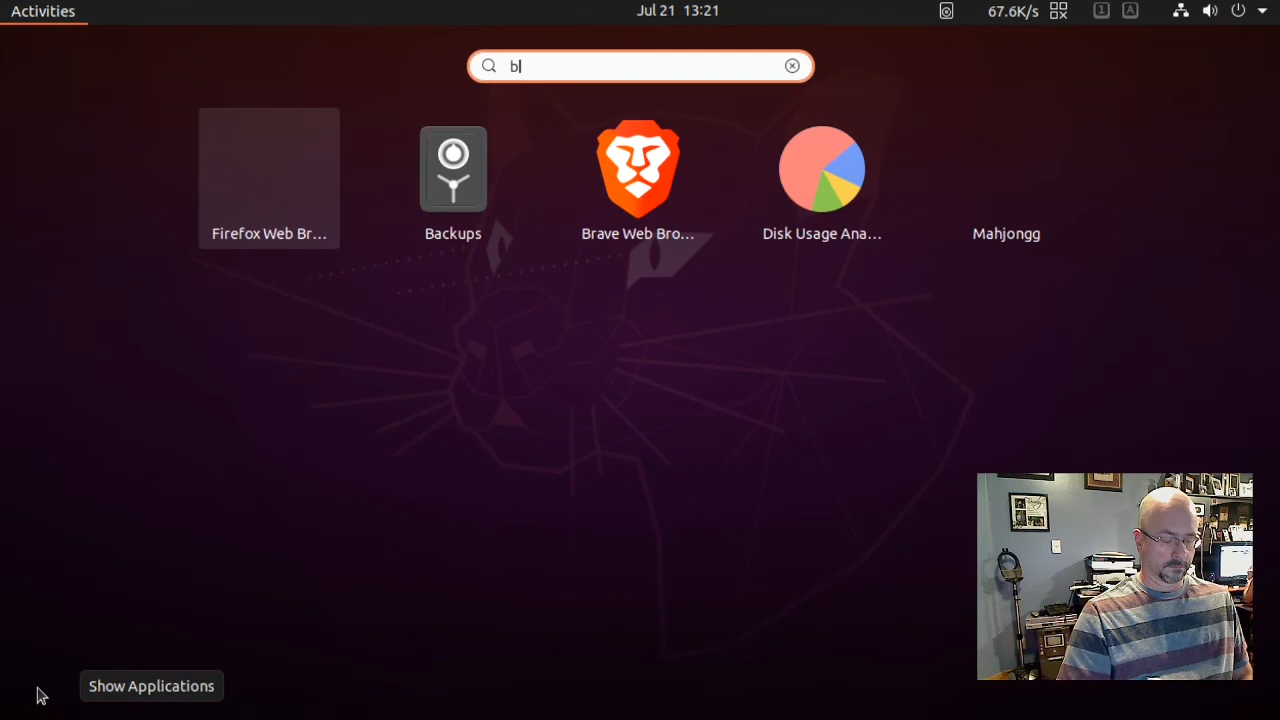 Activities
Jul 21 13:21
67.6K/s
1
A
b
Firefox Web Br...
Backups
Brave Web Bro...
Disk Usage Ana...
Mahjongg
Show Applications